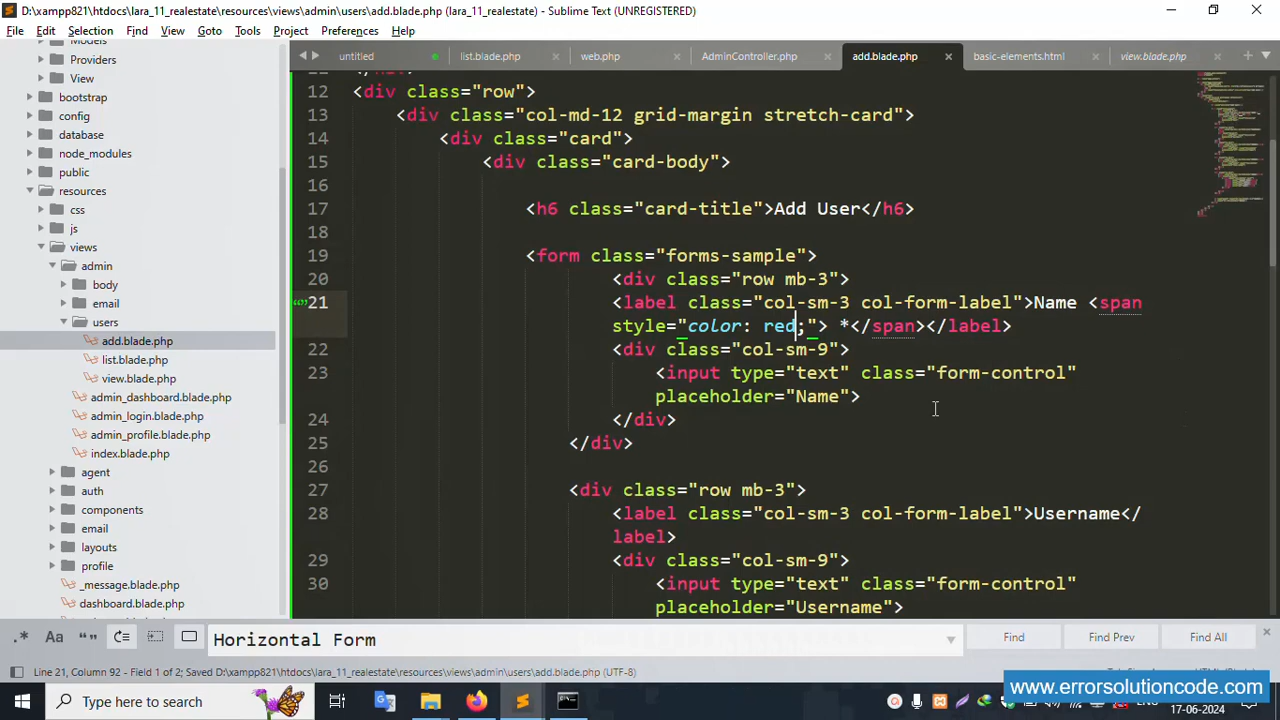 D:\xampp821\htdocs\lara_11_realestate\resources\views\admin\users\add.blade.php (lara_11_realestate) - Sublime Text (UNREGISTERED)
File Edit Selection Find View Goto Tools Project Preferences Help
untitled list.blade.php web.php AdminController.php add.blade.php basic-elements.html view.blade.php
Providers
View
bootstrap
config
database
node_modules
public
resources
css
js
views
admin
body
email
users
add.blade.php
list.blade.php
view.blade.php
admin_dashboard.blade.php
admin_login.blade.php
admin_profile.blade.php
index.blade.php
agent
auth
components
email
layouts
profile
_message.blade.php
dashboard.blade.php
12 <div class="row">
13 <div class="col-md-12 grid-margin stretch-card">
14 <div class="card">
15 <div class="card-body">
16
17 <h6 class="card-title">Add User</h6>
18
19 <form class="forms-sample">
20 <div class="row mb-3">
21 <label class="col-sm-3 col-form-label">Name <span
style="color: red;"> *</span></label>
22 <div class="col-sm-9">
23 <input type="text" class="form-control"
placeholder="Name">
24 </div>
25 </div>
26
27 <div class="row mb-3">
28 <label class="col-sm-3 col-form-label">Username</
label>
29 <div class="col-sm-9">
30 <input type="text" class="form-control"
placeholder="Username">
.* Aa “” Horizontal Form Find Find Prev Find All
Line 21, Column 92 - Field 1 of 2; Saved D:\xampp821\htdocs\lara_11_realestate\resources\views\admin\users\add.blade.php (UTF-8)
www.errorsolutioncode.com
Type here to search
17-06-2024